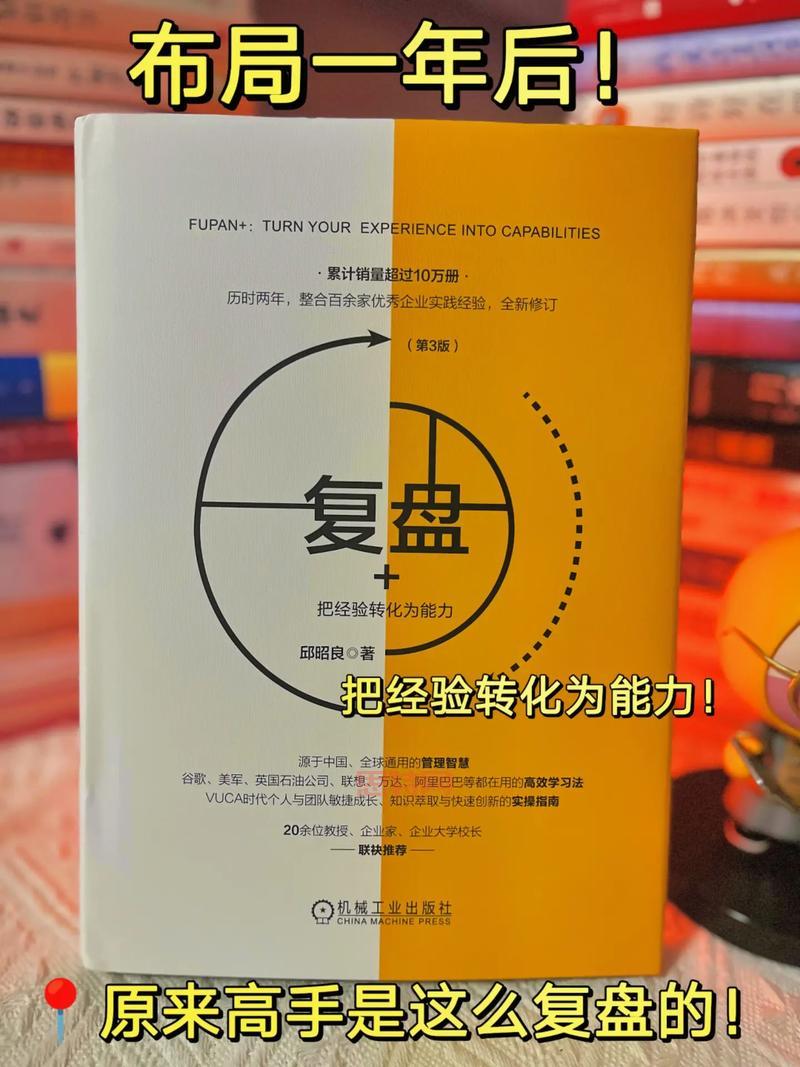 布局一年后！
FUPAN+: TURN YOUR EXPERIENCE INTO CAPABILITIES
·累计销量超过10万册·
历时两年，整合百余家优秀企业实践经验，全新修订
（第3版）
复盘
+
把经验转化为能力
邱昭良◎著
把经验转化为能力！
源于中国、全球通用的管理智慧
谷歌、美军、英国石油公司、联想、万达、阿里巴巴等都在用的高效学习法
VUCA时代个人与团队敏捷成长、知识萃取与快速创新的实操指南
20余位教授、企业家、企业大学校长
——联袂推荐——
机械工业出版社
CHINA MACHINE PRESS
📍原来高手是这么复盘的！